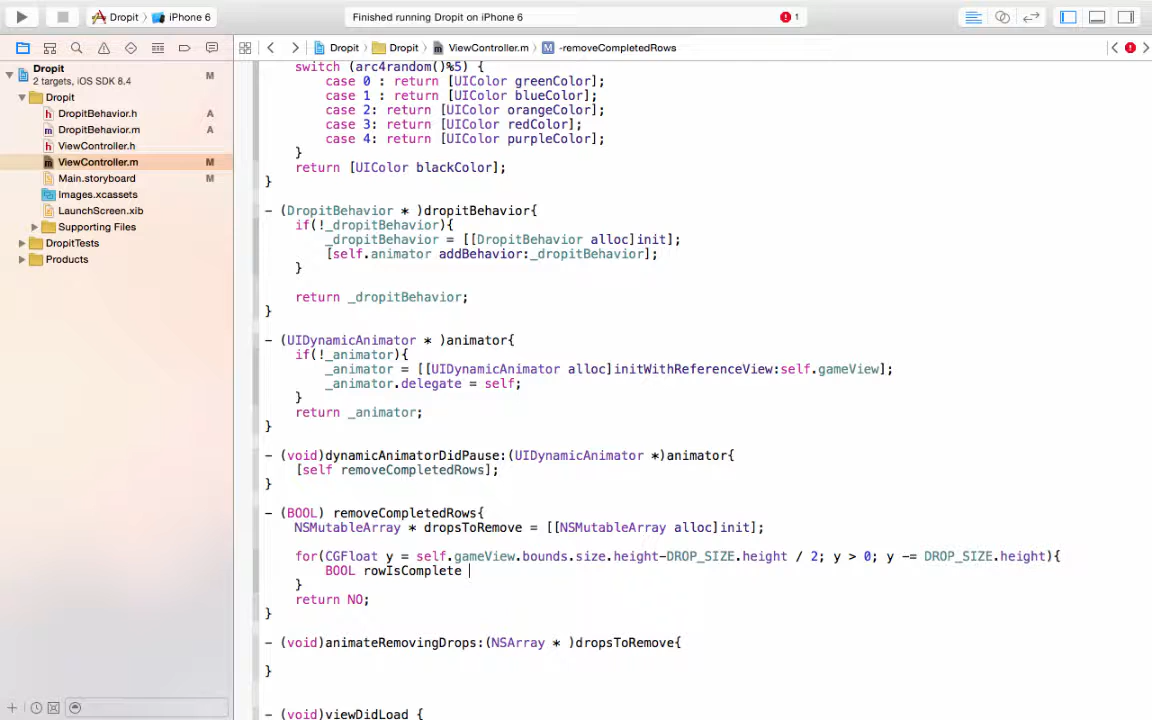 Dropit
iPhone 6
Finished running Dropit on iPhone 6
1
Dropit
Dropit
ViewController.m
M
-removeCompletedRows
Dropit
2 targets, iOS SDK 8.4
M
Dropit
h
DropitBehavior.h
A
m
DropitBehavior.m
A
h
ViewController.h
m
ViewController.m
M
Main.storyboard
M
Images.xcassets
LaunchScreen.xib
Supporting Files
DropitTests
Products
switch (arc4random()%5) {
case 0 : return [UIColor greenColor];
case 1 : return [UIColor blueColor];
case 2: return [UIColor orangeColor];
case 3: return [UIColor redColor];
case 4: return [UIColor purpleColor];
}
return [UIColor blackColor];
}
- (DropitBehavior * )dropitBehavior{
if(!_dropitBehavior){
_dropitBehavior = [[DropitBehavior alloc]init];
[self.animator addBehavior:_dropitBehavior];
}
return _dropitBehavior;
}
- (UIDynamicAnimator * )animator{
if(!_animator){
_animator = [[UIDynamicAnimator alloc]initWithReferenceView:self.gameView];
_animator.delegate = self;
}
return _animator;
}
- (void)dynamicAnimatorDidPause:(UIDynamicAnimator *)animator{
[self removeCompletedRows];
}
- (BOOL) removeCompletedRows{
NSMutableArray * dropsToRemove = [[NSMutableArray alloc]init];
for(CGFloat y = self.gameView.bounds.size.height-DROP_SIZE.height / 2; y > 0; y -= DROP_SIZE.height){
BOOL rowIsComplete
}
return NO;
}
- (void)animateRemovingDrops:(NSArray * )dropsToRemove{
}
- (void)viewDidLoad {